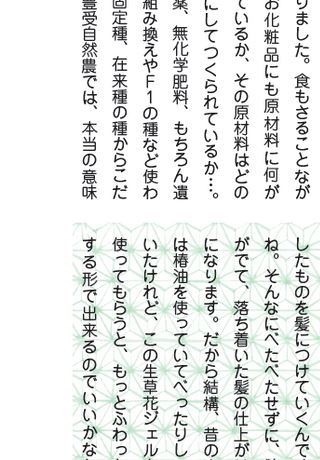 りました。食もさることなが
お化粧品にも原材料に何が
ているか、その原材料はどの
にしてつくられているか…。
薬、無化学肥料、もちろん遺
組み換えやF1の種など使わ
固定種、在来種の種からこだ
豊受自然農では、本当の意味
したものを髪につけていくんで
ね。そんなにべたべたせずに、
がでて、落ち着いた髪の仕上が
になります。だから結構、昔の
は椿油を使っていてべったりし
いたけれど、この生草花ジェル
使ってもらうと、もっとふわっ
する形で出来るのでいいかな